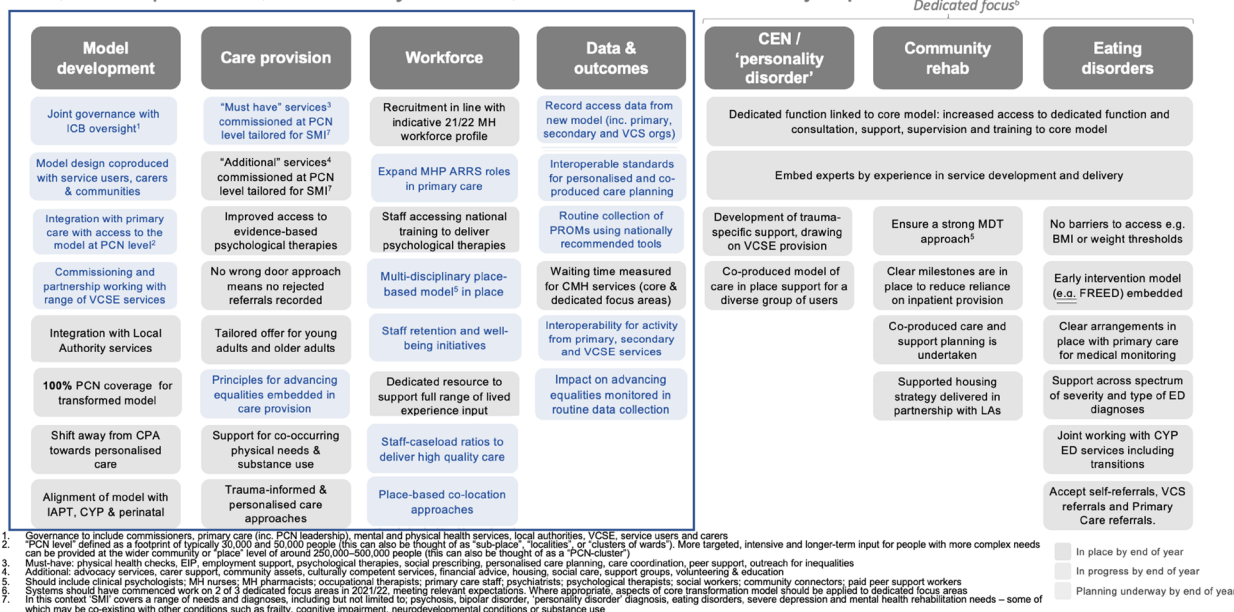 Dedicated focus6
Model
development
Care provision
Workforce
Data &
outcomes
CEN /
‘personality
disorder’
Community
rehab
Eating
disorders
Joint governance with
ICB oversight1
Model design coproduced
with service users, carers
& communities
Integration with primary
care with access to the
model at PCN level2
Commissioning and
partnership working with
range of VCSE services
Integration with Local
Authority services
100% PCN coverage for
transformed model
Shift away from CPA
towards personalised
care
Alignment of model with
IAPT, CYP & perinatal
“Must have” services3
commissioned at PCN
level tailored for SMI7
“Additional” services4
commissioned at PCN
level tailored for SMI7
Improved access to
evidence-based
psychological therapies
No wrong door approach
means no rejected
referrals recorded
Tailored offer for young
adults and older adults
Principles for advancing
equalities embedded in
care provision
Support for co-occurring
physical needs &
substance use
Trauma-informed &
personalised care
approaches
Recruitment in line with
indicative 21/22 MH
workforce profile
Expand MHP ARRS roles
in primary care
Staff accessing national
training to deliver
psychological therapies
Multi-disciplinary place-
based model5 in place
Staff retention and well-
being initiatives
Dedicated resource to
support full range of lived
experience input
Staff-caseload ratios to
deliver high quality care
Place-based co-location
approaches
Record access data from
new model (inc. primary,
secondary and VCS orgs)
Interoperable standards
for personalised and co-
produced care planning
Routine collection of
PROMs using nationally
recommended tools
Waiting time measured
for CMH services (core &
dedicated focus areas)
Interoperability for activity
from primary, secondary
and VCSE services
Impact on advancing
equalities monitored in
routine data collection
Dedicated function linked to core model: increased access to dedicated function and
consultation, support, supervision and training to core model
Embed experts by experience in service development and delivery
Development of trauma-
specific support, drawing
on VCSE provision
Co-produced model of
care in place support for a
diverse group of users
Ensure a strong MDT
approach5
Clear milestones are in
place to reduce reliance
on inpatient provision
Co-produced care and
support planning is
undertaken
Supported housing
strategy delivered in
partnership with LAs
No barriers to access e.g.
BMI or weight thresholds
Early intervention model
(e.g. FREED) embedded
Clear arrangements in
place with primary care
for medical monitoring
Support across spectrum
of severity and type of ED
diagnoses
Joint working with CYP
ED services including
transitions
Accept self-referrals, VCS
referrals and Primary
Care referrals.
1. Governance to include commissioners, primary care (inc. PCN leadership), mental and physical health services, local authorities, VCSE, service users and carers
2. “PCN level” defined as a footprint of typically 30,000 and 50,000 people (this can also be thought of as “sub-place”, “localities”, or “clusters of wards”). More targeted, intensive and longer-term input for people with more complex needs
can be provided at the wider community or “place” level of around 250,000–500,000 people (this can also be thought of as a “PCN-cluster”)
3. Must-have: physical health checks, EIP, employment support, psychological therapies, social prescribing, personalised care planning, care coordination, peer support, outreach for inequalities
4. Additional: advocacy services, carer support, community assets, culturally competent services, financial advice, housing, social care, support groups, volunteering & education
5. Should include clinical psychologists; MH nurses; MH pharmacists; occupational therapists; primary care staff; psychiatrists; psychological therapists; social workers; community connectors; paid peer support workers
6. Systems should have commenced work on 2 of 3 dedicated focus areas in 2021/22, meeting relevant expectations. Where appropriate, aspects of core transformation model should be applied to dedicated focus areas
7. In this context ‘SMI’ covers a range of needs and diagnoses, including but not limited to; psychosis, bipolar disorder, ‘personality disorder’ diagnosis, eating disorders, severe depression and mental health rehabilitation needs – some of
which may be co-existing with other conditions such as frailty, cognitive impairment, neurodevelopmental conditions or substance use
In place by end of year
In progress by end of year
Planning underway by end of year